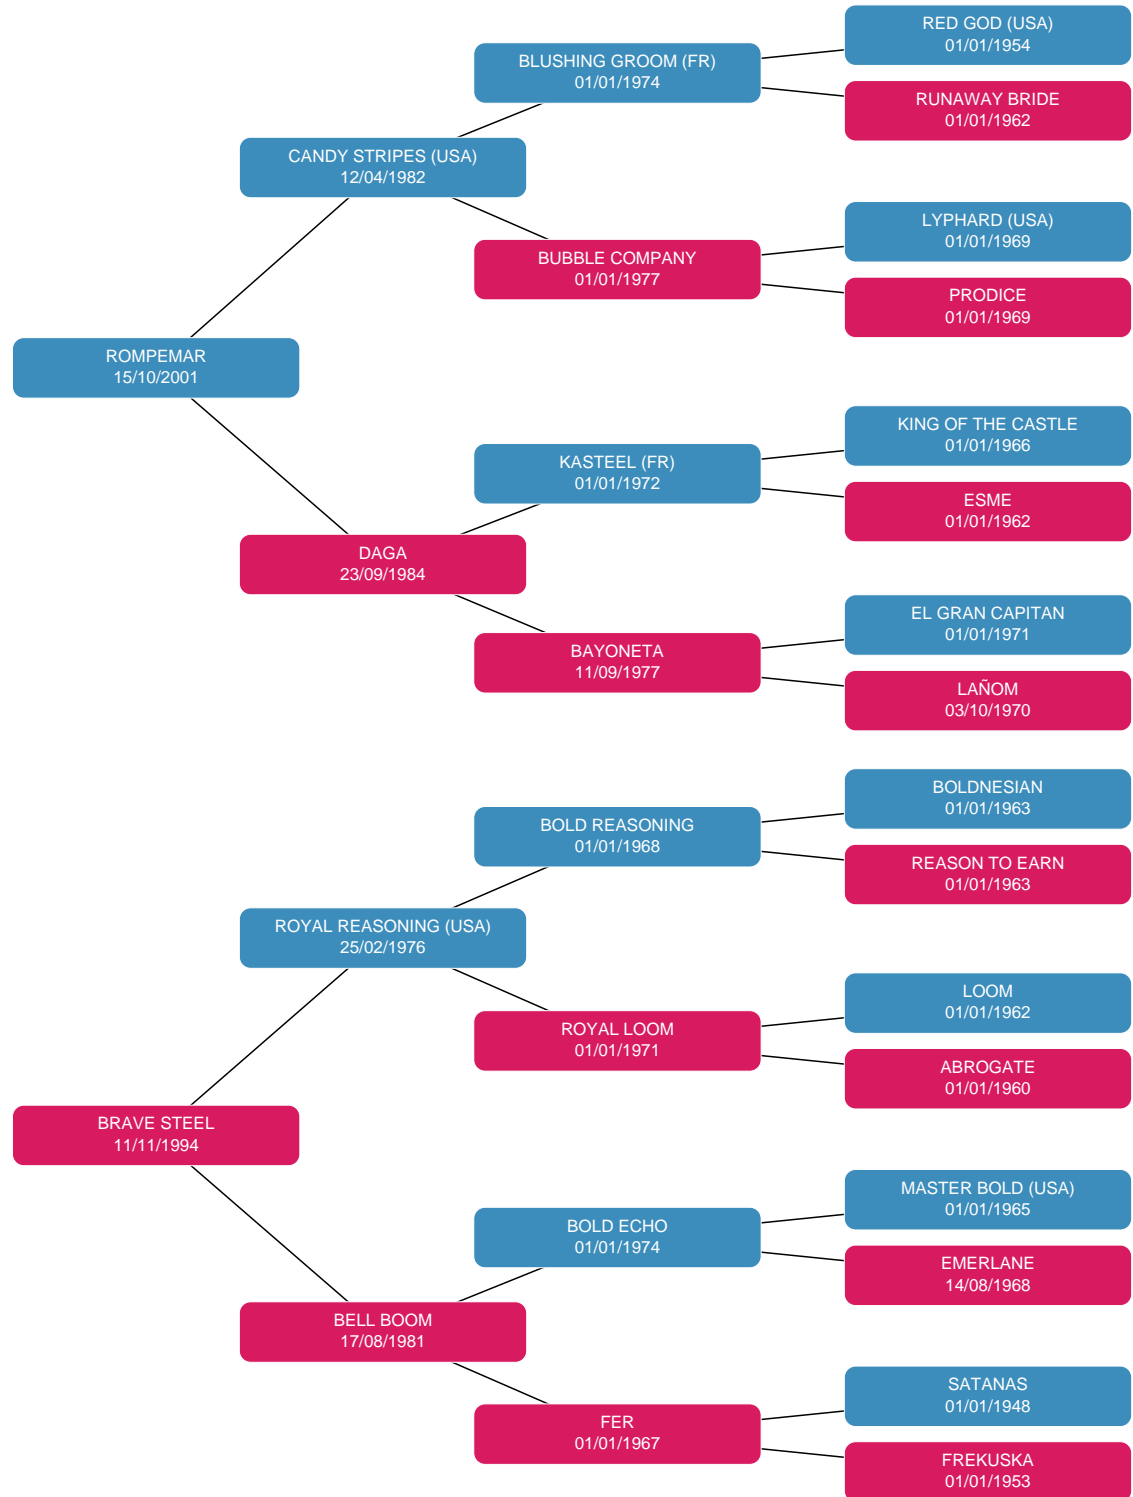 RED GOD (USA)
01/01/1954
BLUSHING GROOM (FR)
01/01/1974
RUNAWAY BRIDE
01/01/1962
CANDY STRIPES (USA)
12/04/1982
LYPHARD (USA)
01/01/1969
BUBBLE COMPANY
01/01/1977
PRODICE
01/01/1969
ROMPEMAR
15/10/2001
KING OF THE CASTLE
01/01/1966
KASTEEL (FR)
01/01/1972
ESME
01/01/1962
DAGA
23/09/1984
EL GRAN CAPITAN
01/01/1971
BAYONETA
11/09/1977
LAÑOM
03/10/1970
BOLDNESIAN
01/01/1963
BOLD REASONING
01/01/1968
REASON TO EARN
01/01/1963
ROYAL REASONING (USA)
25/02/1976
LOOM
01/01/1962
ROYAL LOOM
01/01/1971
ABROGATE
01/01/1960
BRAVE STEEL
11/11/1994
MASTER BOLD (USA)
01/01/1965
BOLD ECHO
01/01/1974
EMERLANE
14/08/1968
BELL BOOM
17/08/1981
SATANAS
01/01/1948
FER
01/01/1967
FREKUSKA
01/01/1953